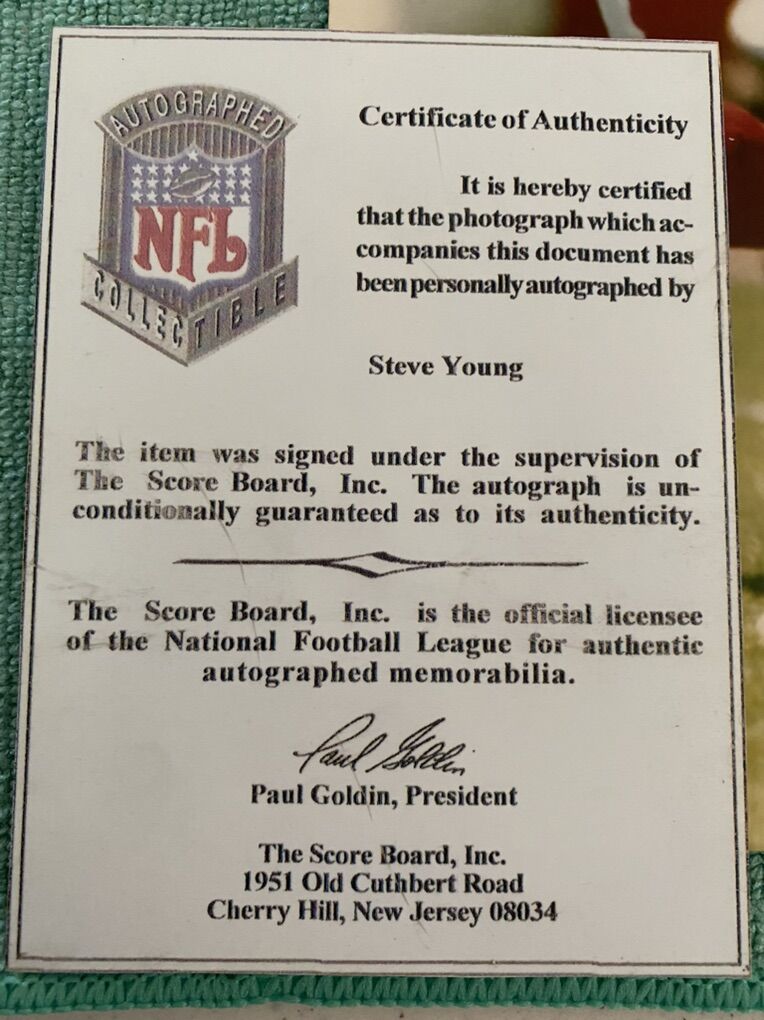 AUTOGRAPHED
NFL
COLLECTIBLE
Certificate of Authenticity
It is hereby certified
that the photograph which ac-
companies this document has
been personally autographed by
Steve Young
The item was signed under the supervision of
The Score Board, Inc. The autograph is un-
conditionally guaranteed as to its authenticity.
The Score Board, Inc. is the official licensee
of the National Football League for authentic
autographed memorabilia.
Paul Goldin
Paul Goldin, President
The Score Board, Inc.
1951 Old Cuthbert Road
Cherry Hill, New Jersey 08034